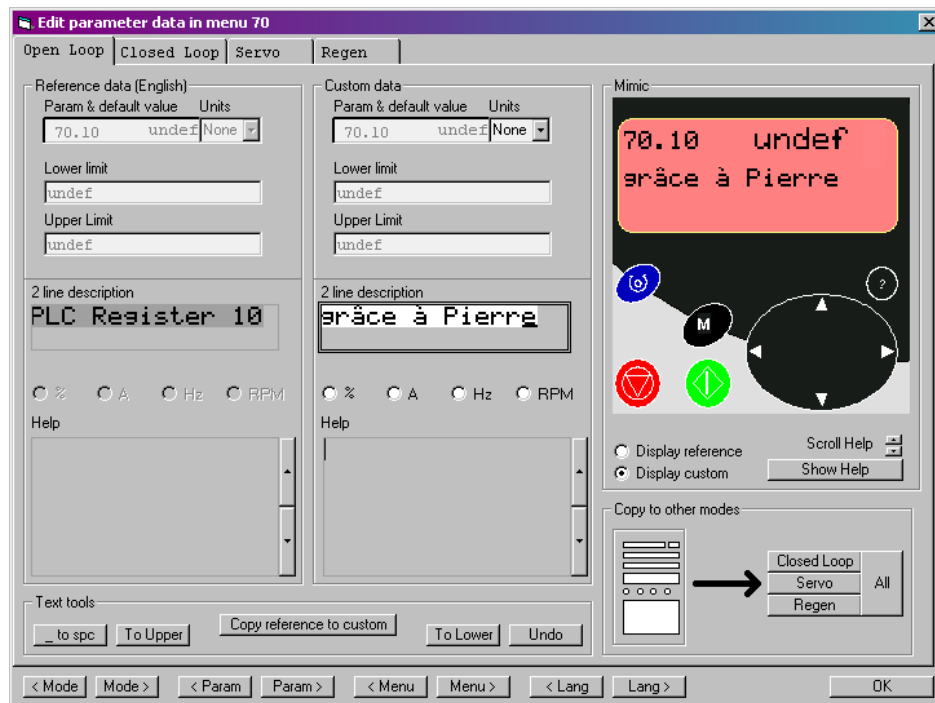 Edit parameter data in menu 70
Open Loop Closed Loop Servo Regen
Reference data (English)
Param & default value Units
70.10 undef None
Lower limit
undef
Upper Limit
undef
2 line description
PLC Register 10
% A Hz RPM
Help
Custom data
Param & default value Units
70.10 undef None
Lower limit
undef
Upper Limit
undef
2 line description
grâce à Pierre
% A Hz RPM
Help
Mimic
70.10 undef
grâce à Pierre
?
M
Display reference
Display custom
Scroll Help
Show Help
Copy to other modes
Closed Loop
Servo
Regen
All
Text tools
_ to spc To Upper Copy reference to custom To Lower Undo
< Mode Mode > < Param Param > < Menu Menu > < Lang Lang > OK